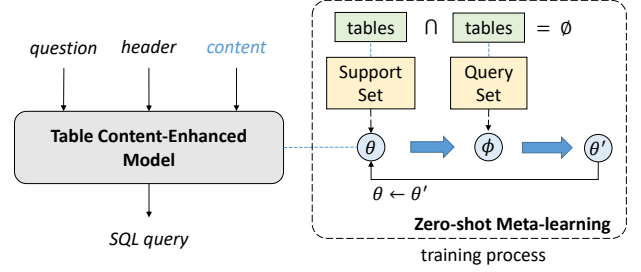 question header content
Table Content-Enhanced
Model
SQL query
tables ∩ tables = ∅
Support
Set
Query
Set
θ ϕ θ′
θ ← θ′
Zero-shot Meta-learning
training process